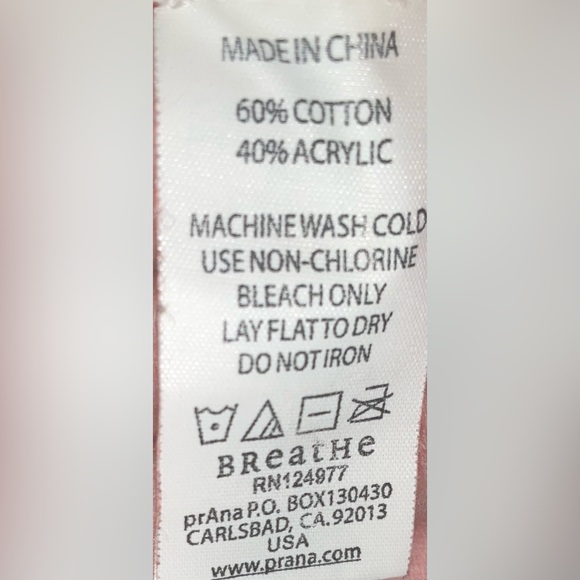 MADE IN CHINA
60% COTTON
40% ACRYLIC
MACHINE WASH COLD
USE NON-CHLORINE
BLEACH ONLY
LAY FLAT TO DRY
DO NOT IRON
BReatHe
RN124977
prAna P.O. BOX130430
CARLSBAD, CA.92013
USA
www.prana.com